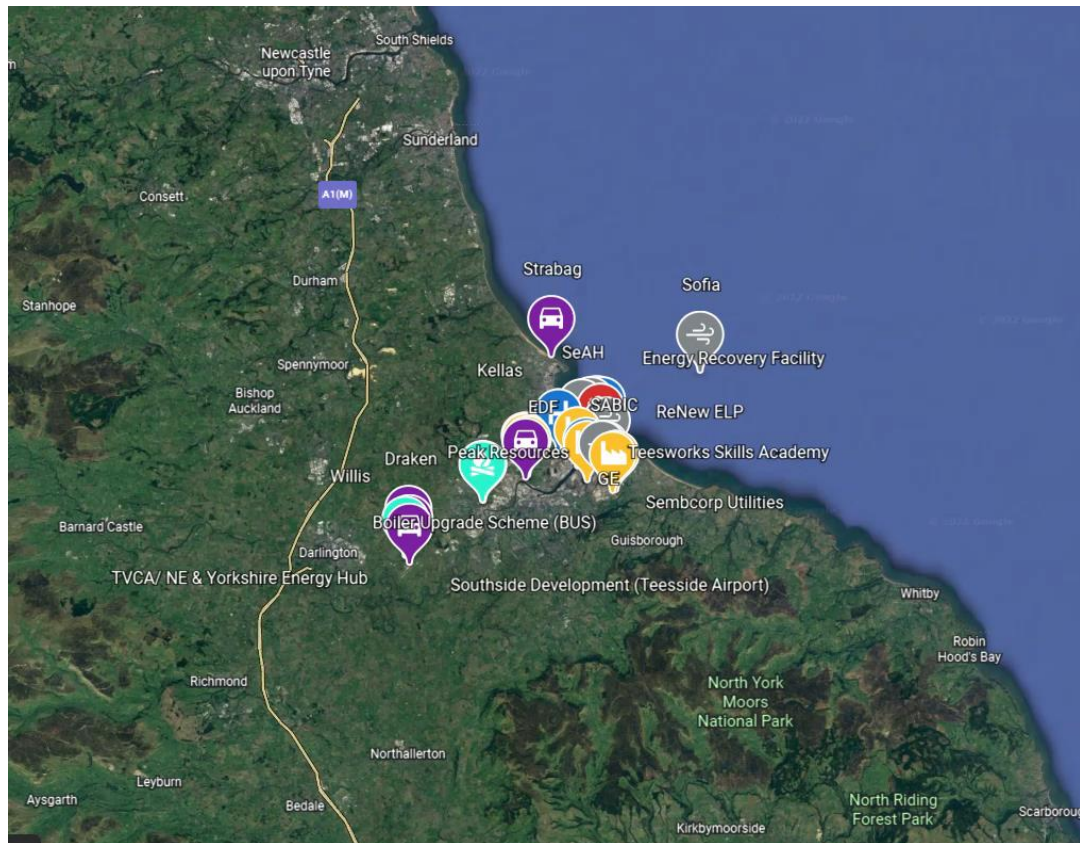 South Shields
Newcastle
upon Tyne
Sunderland
A1(M)
Consett
Strabag
Durham
Sofia
Stanhope
SeAH
Energy Recovery Facility
Spennymoor
Kellas
Bishop
Auckland
EDF
SABIC
ReNew ELP
Peak Resources
Teesworks Skills Academy
Draken
Willis
GE
Sembcorp Utilities
Barnard Castle
Boiler Upgrade Scheme (BUS)
Guisborough
Darlington
TVCA/ NE & Yorkshire Energy Hub
Southside Development (Teesside Airport)
Whitby
Robin
Hood's Bay
Richmond
North York
Moors
National Park
Northallerton
Leyburn
Aysgarth
Bedale
North Riding
Forest Park
Scarboroug
Kirkbymoorside